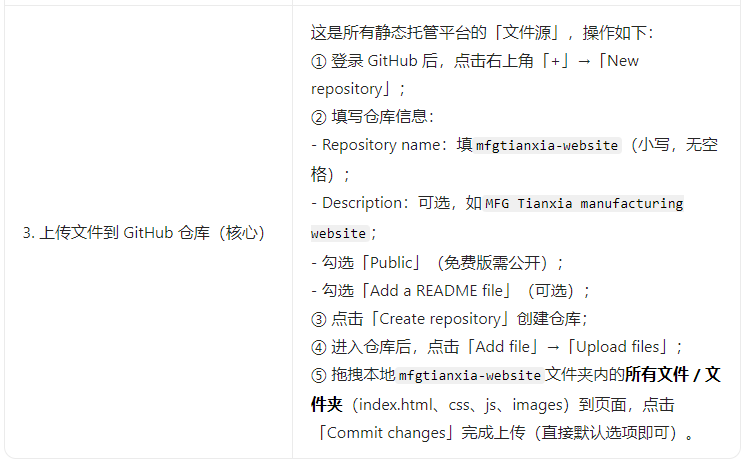 这是所有静态托管平台的「文件源」，操作如下：
① 登录 GitHub 后，点击右上角「+」→「New
repository」；
② 填写仓库信息：
- Repository name：填 mfgtianxia-website（小写，无空
格）；
- Description：可选，如 MFG Tianxia manufacturing
website；
3. 上传文件到 GitHub 仓库（核心）
- 勾选「Public」（免费版需公开）；
- 勾选「Add a README file」（可选）；
③ 点击「Create repository」创建仓库；
④ 进入仓库后，点击「Add file」→「Upload files」；
⑤ 拖拽本地 mfgtianxia-website 文件夹内的所有文件 / 文
件夹（index.html、css、js、images）到页面，点击
「Commit changes」完成上传（直接默认选项即可）。